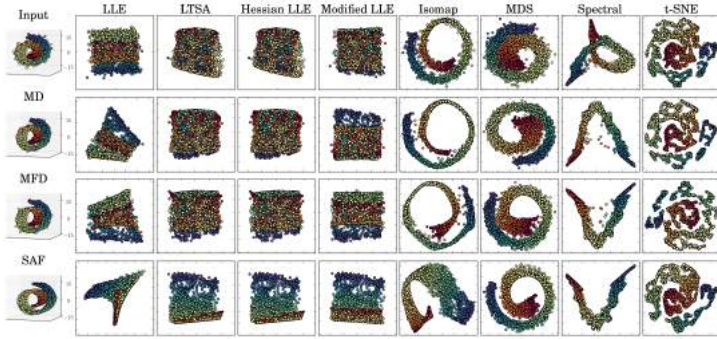 Input LLE LTSA Hessian LLE Modified LLE Isomap MDS Spectral t-SNE
MD
MFD
SAF